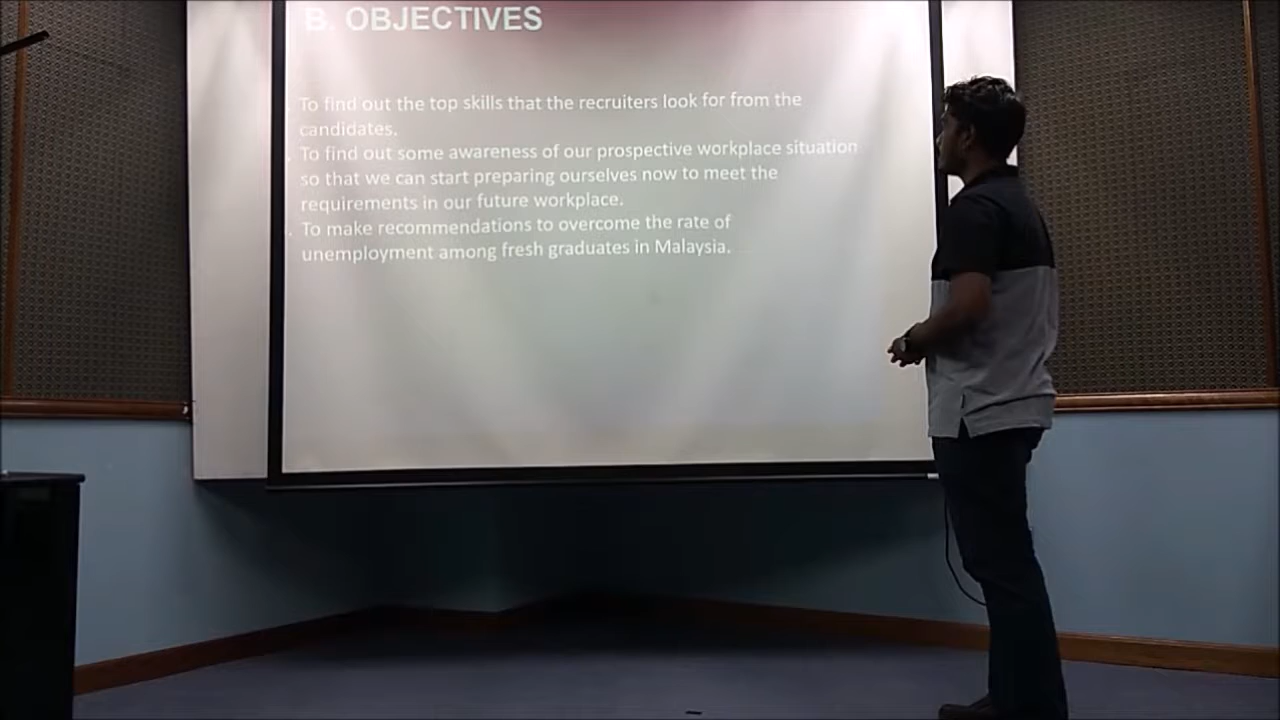 B. OBJECTIVES
To find out the top skills that the recruiters look for from the
candidates.
To find out some awareness of our prospective workplace situation
so that we can start preparing ourselves now to meet the
requirements in our future workplace.
To make recommendations to overcome the rate of
unemployment among fresh graduates in Malaysia.